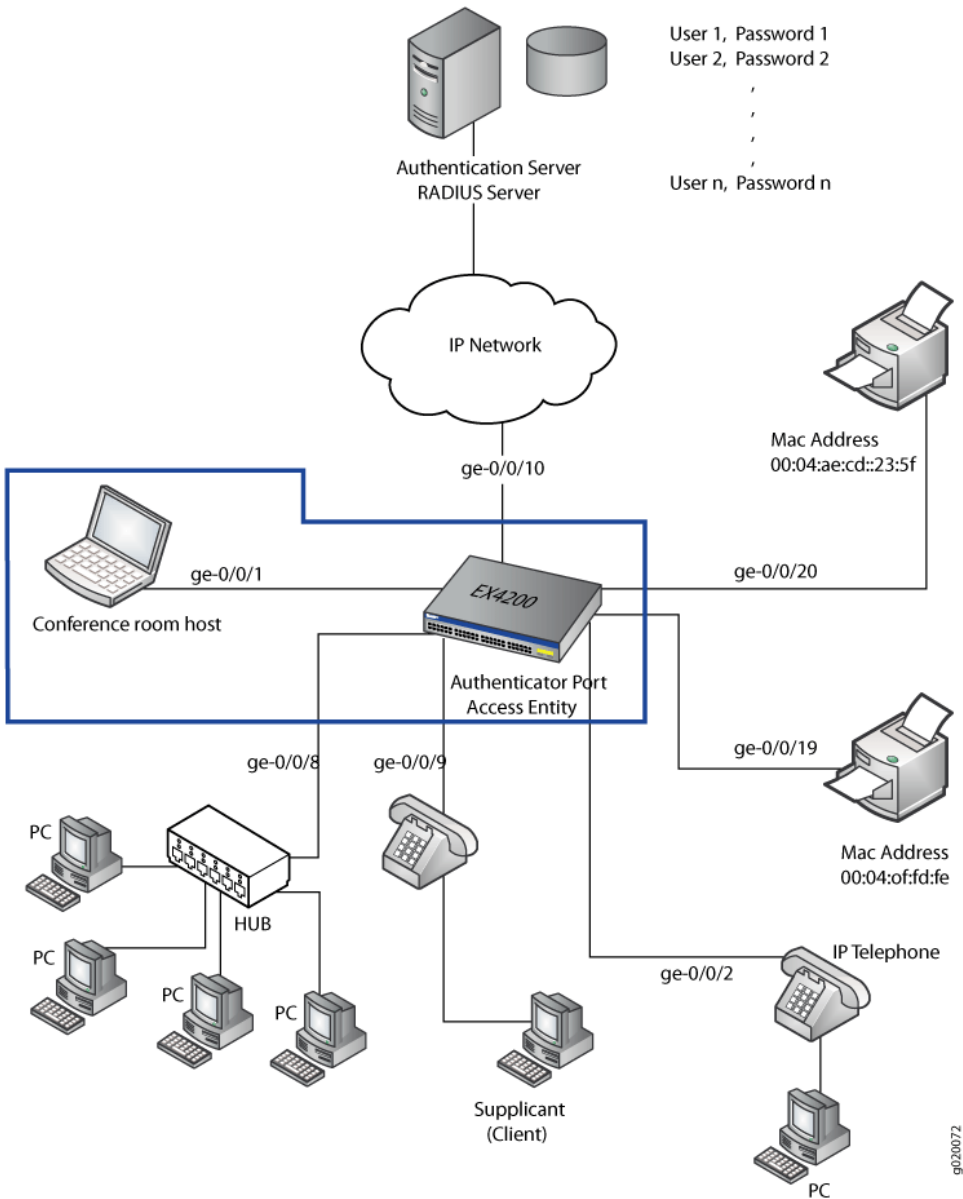 User 1, Password 1
User 2, Password 2
,
,
,
,
User n, Password n
Authentication Server
RADIUS Server
IP Network
Mac Address
00:04:ae:cd::23:5f
ge-0/0/10
ge-0/0/1
EX4200
ge-0/0/20
Conference room host
Authenticator Port
Access Entity
ge-0/0/8
ge-0/0/9
ge-0/0/19
PC
Mac Address
00:04:of:fd:fe
HUB
PC
PC
PC
IP Telephone
ge-0/0/2
Supplicant
(Client)
PC
g020072